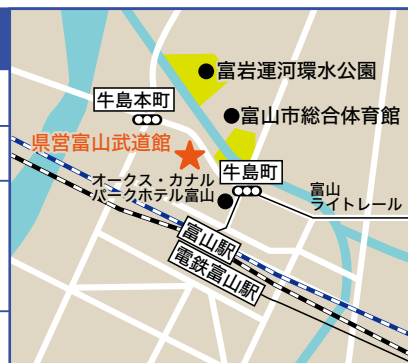 富岩運河環水公園
牛島本町
富山市総合体育館
県営富山武道館
牛島町
オークス・カナル
パークホテル富山
富山
ライトレール
富山駅
電鉄富山駅